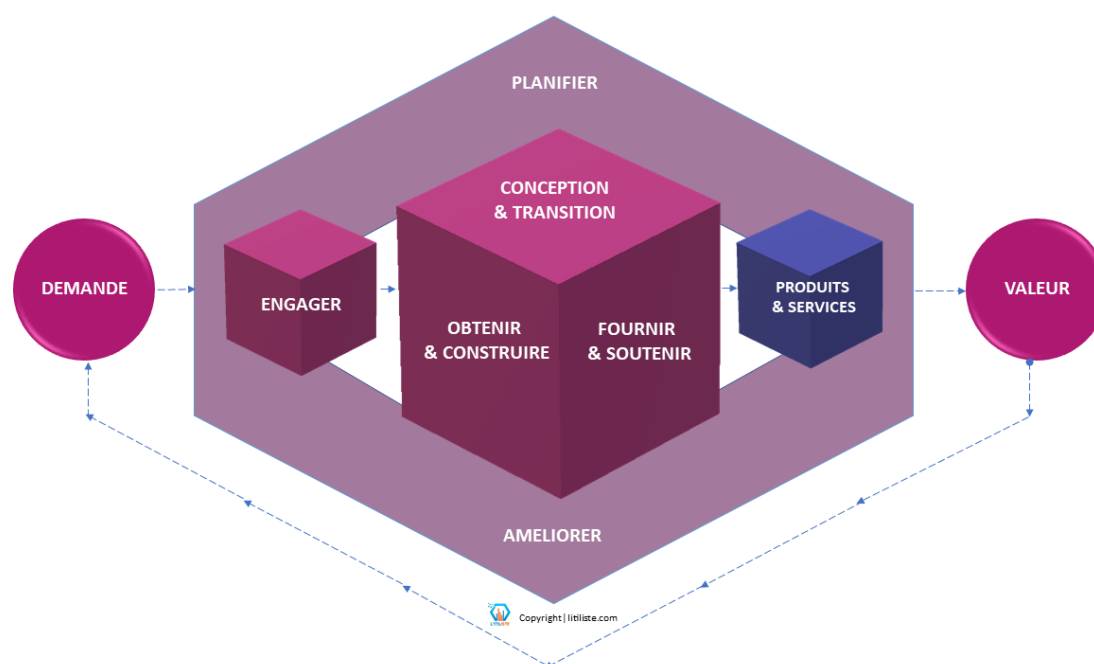 PLANIFIER
CONCEPTION
& TRANSITION
DEMANDE
ENGAGER
OBTENIR
& CONSTRUIRE
FOURNIR
& SOUTENIR
PRODUITS
& SERVICES
VALEUR
AMELIORER
Copyright | litiliste.com